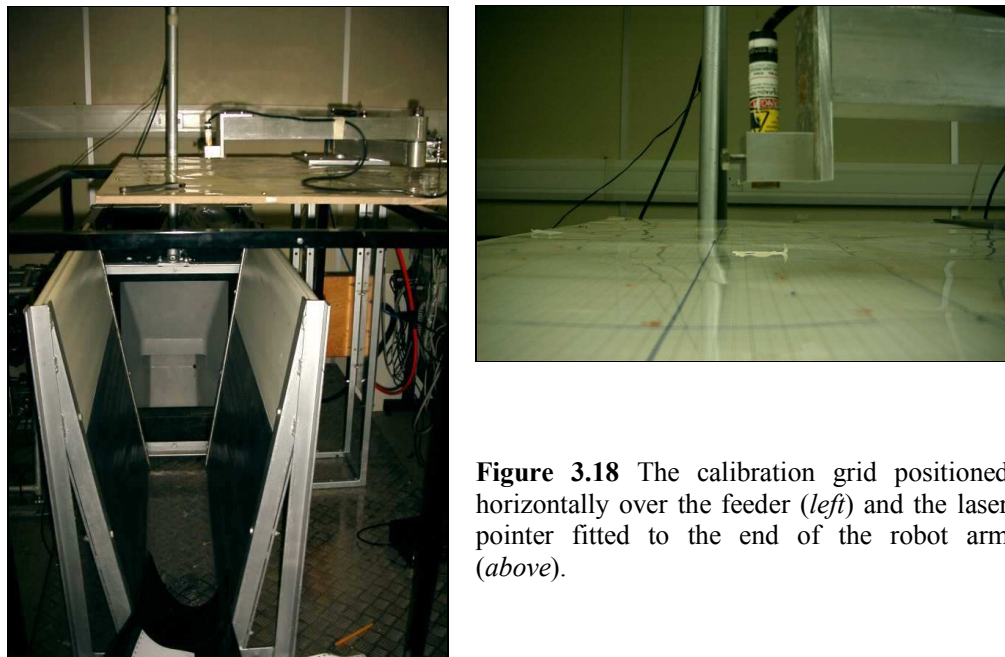 Figure 3.18 The calibration grid positioned
horizontally over the feeder (left) and the laser
pointer fitted to the end of the robot arm
(above).